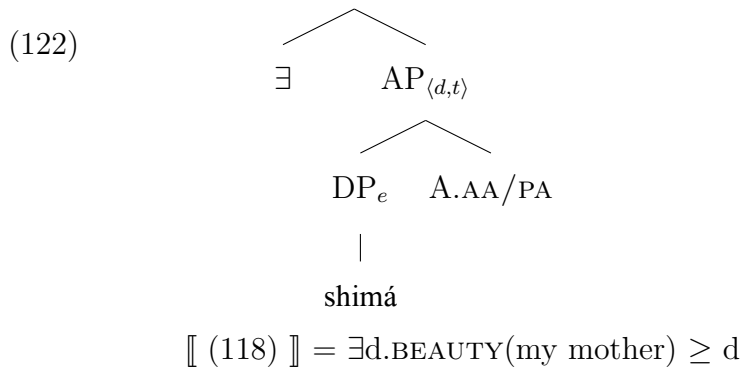 (122)
∃ AP⟨d,t⟩
DPe A.AA/PA
shimá
⟦ (118) ⟧ = ∃d.BEAUTY(my mother) ≥ d